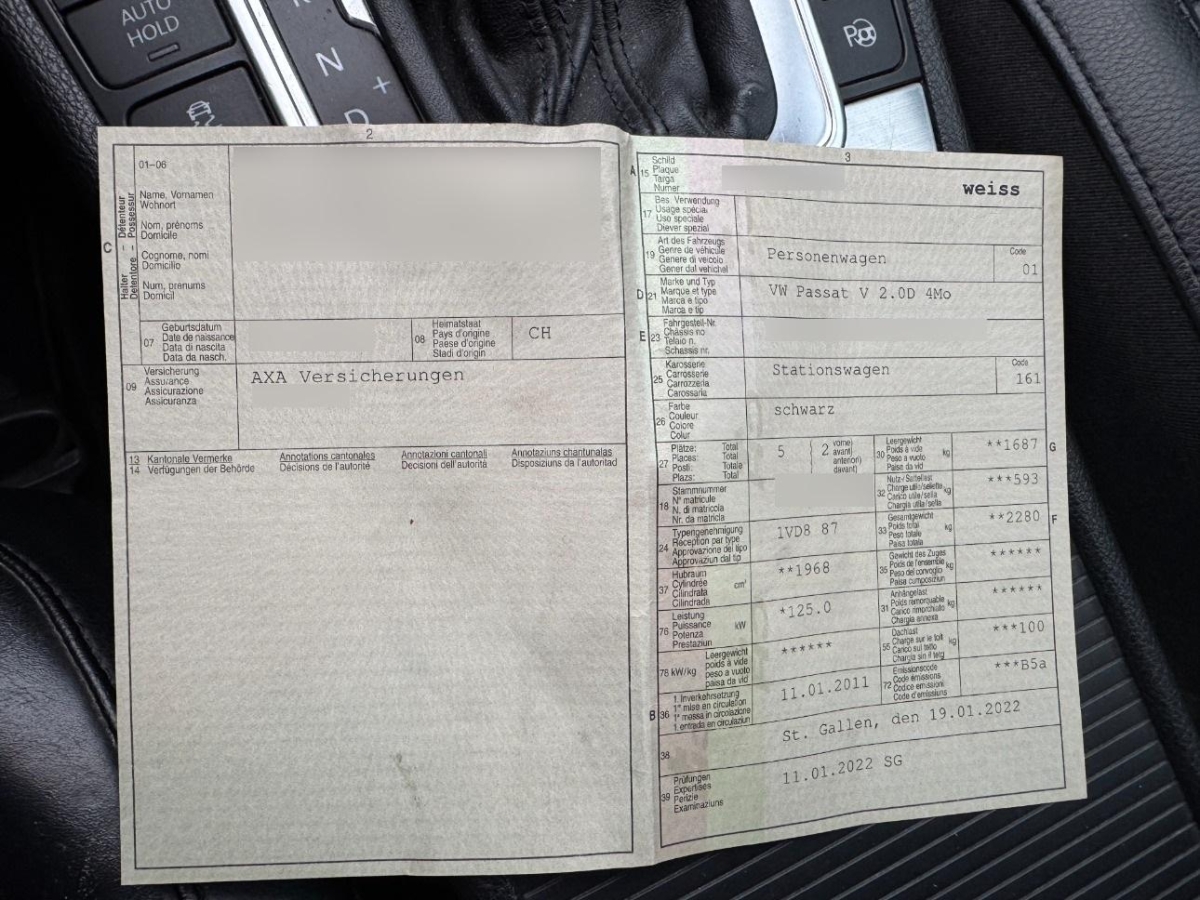 AUTO
HOLD
N
+
D
2
01–06
Name, Vornamen
Wohnort
Nom, prénoms
Domicile
Cognome, nomi
Domicilio
Num, prenums
Domicil
C
Halter – Détenteur
Detentore – Possessur
07
Geburtsdatum
Date de naissance
Data di nascita
Data da nasch.
08
Heimatstaat
Pays d'origine
Paese d'origine
Stadi d'origin
CH
09
Versicherung
Assurance
Assicurazione
Assicuranza
AXA Versicherungen
13 Kantonale Vermerke Annotations cantonales Annotazioni cantonali Annotaziuns chantunalas
14 Verfügungen der Behörde Décisions de l'autorité Decisioni dell'autorità Disposiziuns da l'autoritad
3
A 15
Schild
Plaque
Targa
Numer
weiss
17
Bes. Verwendung
Usage spécial
Uso speciale
Diever spezial
19
Art des Fahrzeugs
Genre de véhicule
Genere di veicolo
Gener dal vehichel
Personenwagen
Code
01
D 21
Marke und Typ
Marque et type
Marca e tipo
Marca e tip
VW Passat V 2.0D 4Mo
E 23
Fahrgestell-Nr.
Châssis no
Telaio n.
Schassis nr.
25
Karosserie
Carrosserie
Carrozzeria
Carossaria
Stationswagen
Code
161
26
Farbe
Couleur
Colore
Colur
schwarz
27
Plätze: Total
Places: Total
Posti: Totale
Plazs: Total
5
2
vorne)
avant)
anteriori)
davant)
30
Leergewicht
Poids à vide
Peso a vuoto
Paisa da vid
kg
**1687
G
18
Stammnummer
N° matricule
N. di matricola
Nr. da matricla
32
Nutz-/Sattellast
Charge utile/sellette
Carico utile/sella
Chargia utila/sella
kg
***593
24
Typengenehmigung
Réception par type
Approvazione del tipo
Approvaziun dal tip
1VD8 87
33
Gesamtgewicht
Poids total
Peso totale
Paisa totala
kg
**2280
F
37
Hubraum
Cylindrée
Cilindrata
Cilindrada
cm³
**1968
35
Gewicht des Zuges
Poids de l'ensemble
Peso del convoglio
Paisa cumposiziun
kg
******
76
Leistung
Puissance
Potenza
Prestaziun
kW
*125.0
31
Anhängelast
Poids remorquable
Carico rimorchiato
Chargia annexa
kg
******
78 kW/kg
Leergewicht
poids à vide
peso a vuoto
paisa da vid
******
55
Dachlast
Charge sur le toit
Carico sul tetto
Chargia sin il tetg
kg
***100
B 36
1. Inverkehrsetzung
1re mise en circulation
1a messa in circolazione
1. entrada en circulaziun
11.01.2011
72
Emissionscode
Code émissions
Codice emissioni
Code d'emissiuns
***B5a
38
St. Gallen, den 19.01.2022
39
Prüfungen
Expertises
Perizie
Examinaziuns
11.01.2022 SG